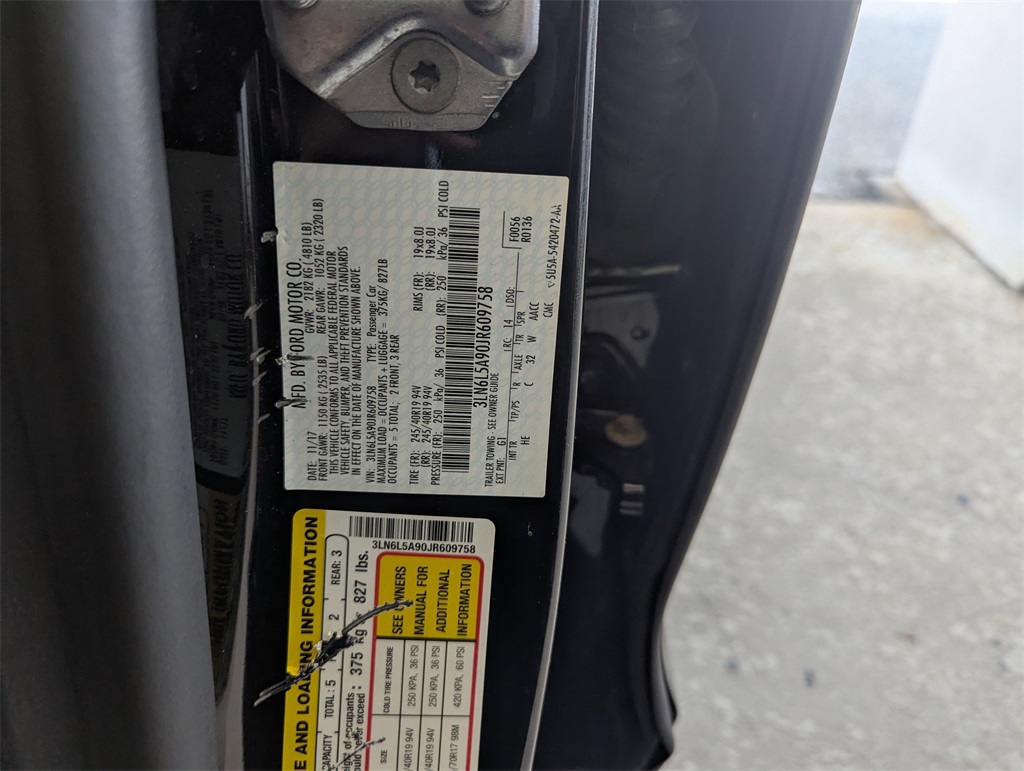 MFD. BY FORD MOTOR CO.
DATE: 11/17 GVWR: 2182 KG ( 4810 LB)
FRONT GAWR: 1150 KG ( 2535 LB) REAR GAWR: 1052 KG ( 2320 LB)
THIS VEHICLE CONFORMS TO ALL APPLICABLE FEDERAL MOTOR
VEHICLE SAFETY, BUMPER, AND THEFT PREVENTION STANDARDS
IN EFFECT ON THE DATE OF MANUFACTURE SHOWN ABOVE.
VIN: 3LN6L5A90JR609758 TYPE: Passenger Car
MAXIMUM LOAD = OCCUPANTS + LUGGAGE = 375KG/ 827LB
OCCUPANTS = 5 TOTAL; 2 FRONT; 3 REAR
TIRE (FR): 245/40R19 94V RIMS (FR): 19x8.0J
(RR): 245/40R19 94V (RR): 19x8.0J
PRESSURE (FR): 250 kPa/ 36 PSI COLD (RR): 250 kPa/ 36 PSI COLD
3LN6L5A90JR609758
TRAILER TOWING - SEE OWNER GUIDE
EXT PNT: G1 RC: 14 DSO: F0056
R0136
INT TR TP/PS R AXLE TR SPR
HE C 32 W AACC
CMC
5U5A-5420472-AA
E AND LOADING INFORMATION
CAPACITY TOTAL: 5 2 REAR: 3
eight of occupants
ould never exceed: 375 kg 827 lbs.
3LN6L5A90JR609758
SIZE COLD TIRE PRESSURE SEE OWNERS
MANUAL FOR
ADDITIONAL
INFORMATION
/40R19 94V 250 KPA, 36 PSI
/40R19 94V 250 KPA, 36 PSI
/70R17 98M 420 KPA, 60 PSI